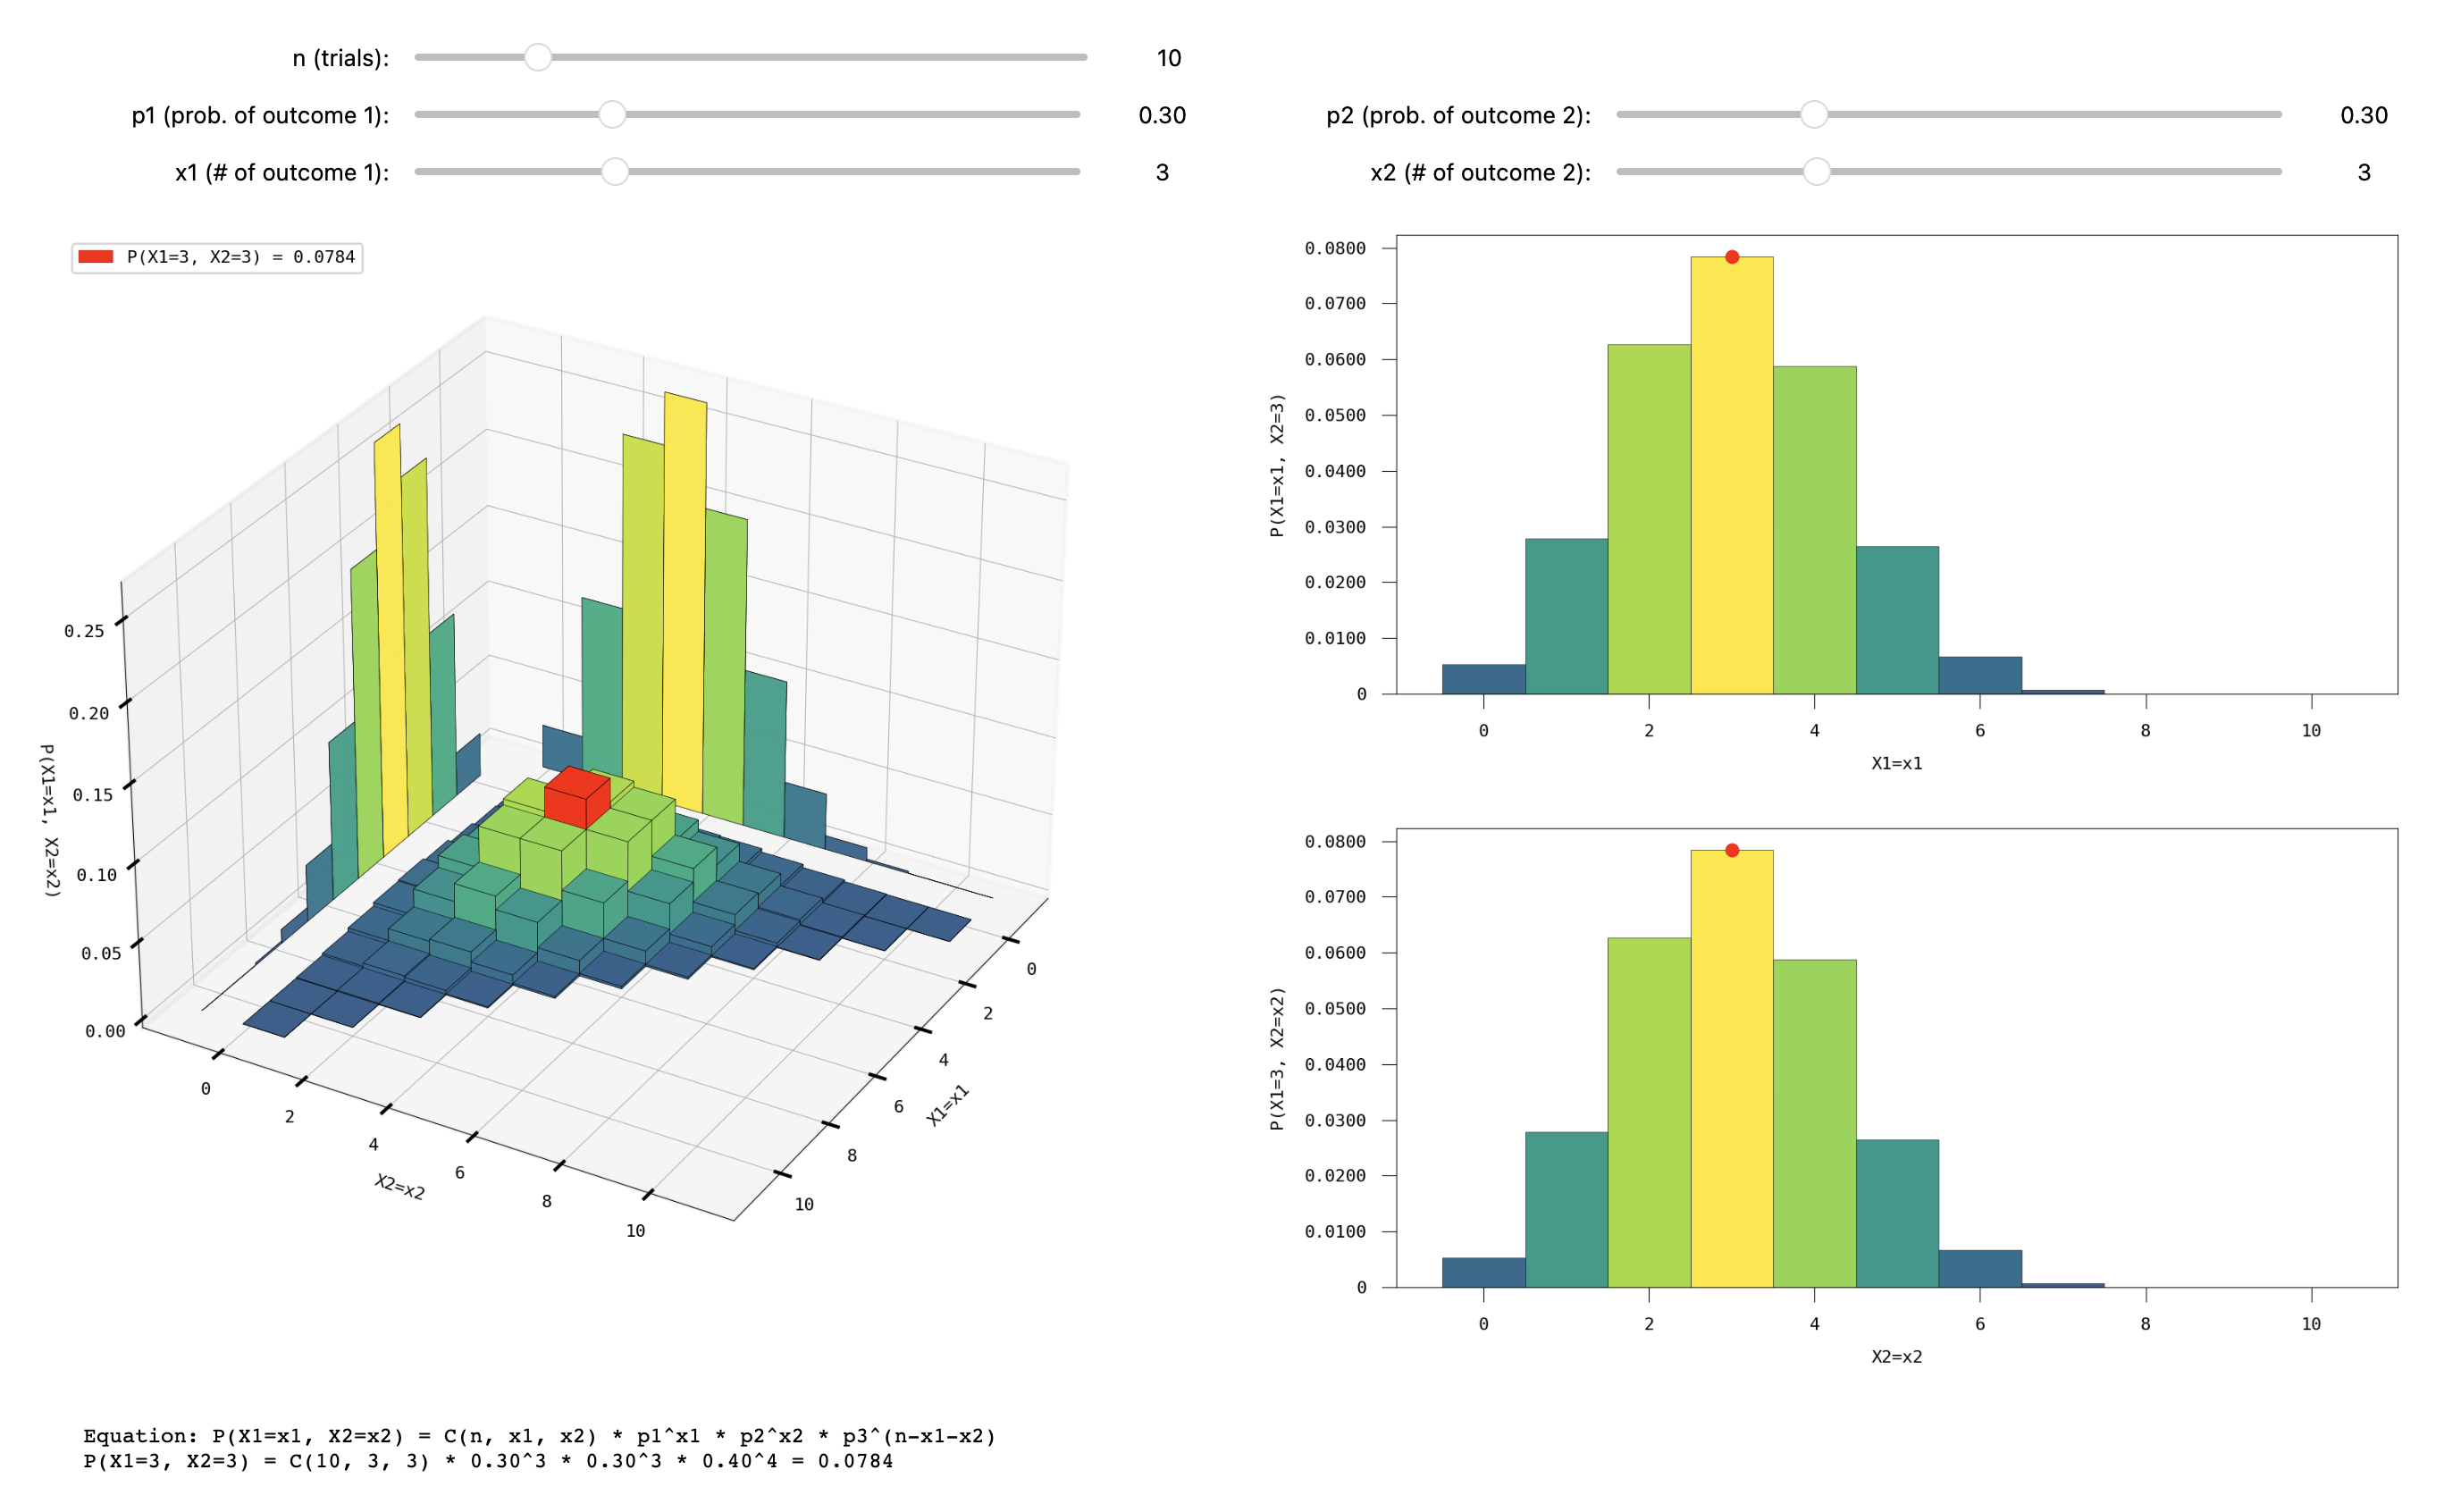 n (trials): 10
p1 (prob. of outcome 1): 0.30
p2 (prob. of outcome 2): 0.30
x1 (# of outcome 1): 3
x2 (# of outcome 2): 3
P(X1=3, X2=3) = 0.0784
0.25
0.20
0.15
0.10
0.05
0.00
P(X1=x1, X2=x2)
0
2
4
6
8
10
X2=x2
0
2
4
6
8
10
X1=x1
0.0800
0.0700
0.0600
0.0500
0.0400
0.0300
0.0200
0.0100
0
P(X1=x1, X2=3)
0 2 4 6 8 10
X1=x1
0.0800
0.0700
0.0600
0.0500
0.0400
0.0300
0.0200
0.0100
0
P(X1=3, X2=x2)
0 2 4 6 8 10
X2=x2
Equation: P(X1=x1, X2=x2) = C(n, x1, x2) * p1^x1 * p2^x2 * p3^(n-x1-x2)
P(X1=3, X2=3) = C(10, 3, 3) * 0.30^3 * 0.30^3 * 0.40^4 = 0.0784